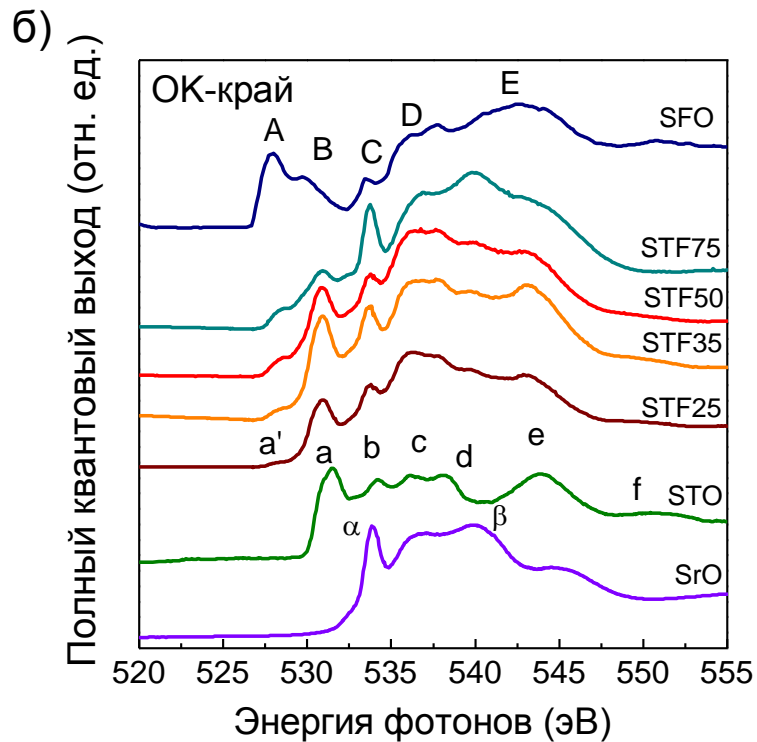 б)
Полный квантовый выход (отн. ед.)
OK-край
A
B
C
D
E
SFO
STF75
STF50
STF35
STF25
a'
a
b
c
d
e
f
STO
α
β
SrO
520 525 530 535 540 545 550 555
Энергия фотонов (эВ)